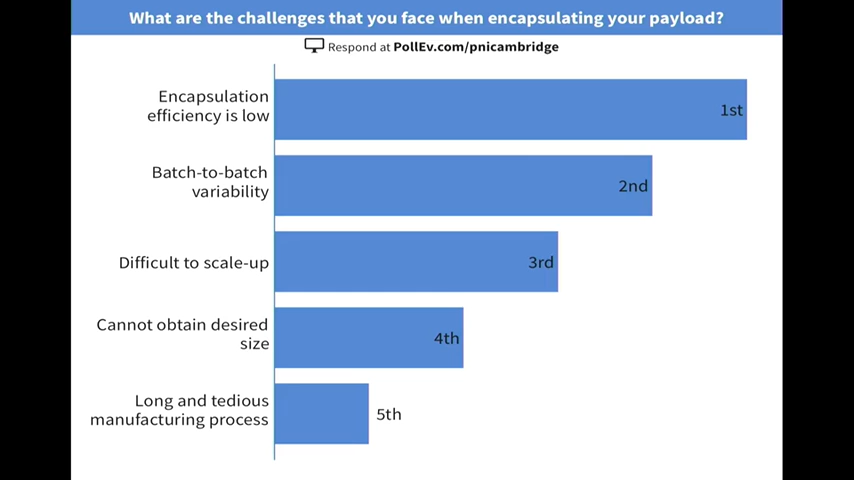 What are the challenges that you face when encapsulating your payload?
Respond at PollEv.com/pnicambridge
Encapsulation
efficiency is low
1st
Batch-to-batch
variability
2nd
Difficult to scale-up
3rd
Cannot obtain desired
size
4th
Long and tedious
manufacturing process
5th